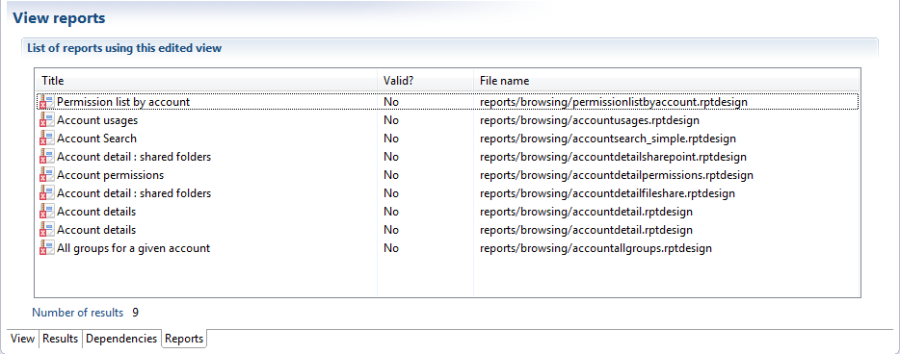 View reports
List of reports using this edited view
Title Valid? File name
Permission list by account No reports/browsing/permissionlistbyaccount.rptdesign
Account usages No reports/browsing/accountusages.rptdesign
Account Search No reports/browsing/accountsearch_simple.rptdesign
Account detail : shared folders No reports/browsing/accountdetailsharepoint.rptdesign
Account permissions No reports/browsing/accountdetailpermissions.rptdesign
Account detail : shared folders No reports/browsing/accountdetailfileshare.rptdesign
Account details No reports/browsing/accountdetail.rptdesign
Account details No reports/browsing/accountdetail.rptdesign
All groups for a given account No reports/browsing/accountallgroups.rptdesign
Number of results 9
View Results Dependencies Reports